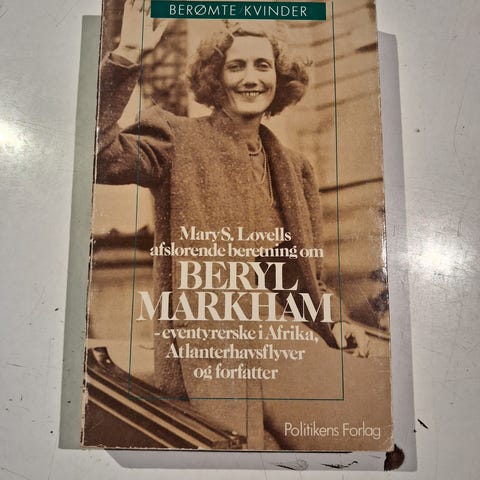 BERØMTE KVINDER
Mary S. Lovells
afslørende beretning om
BERYL
MARKHAM
- eventyrerske i Afrika,
Atlanterhavsflyver
og forfatter
Politikens Forlag